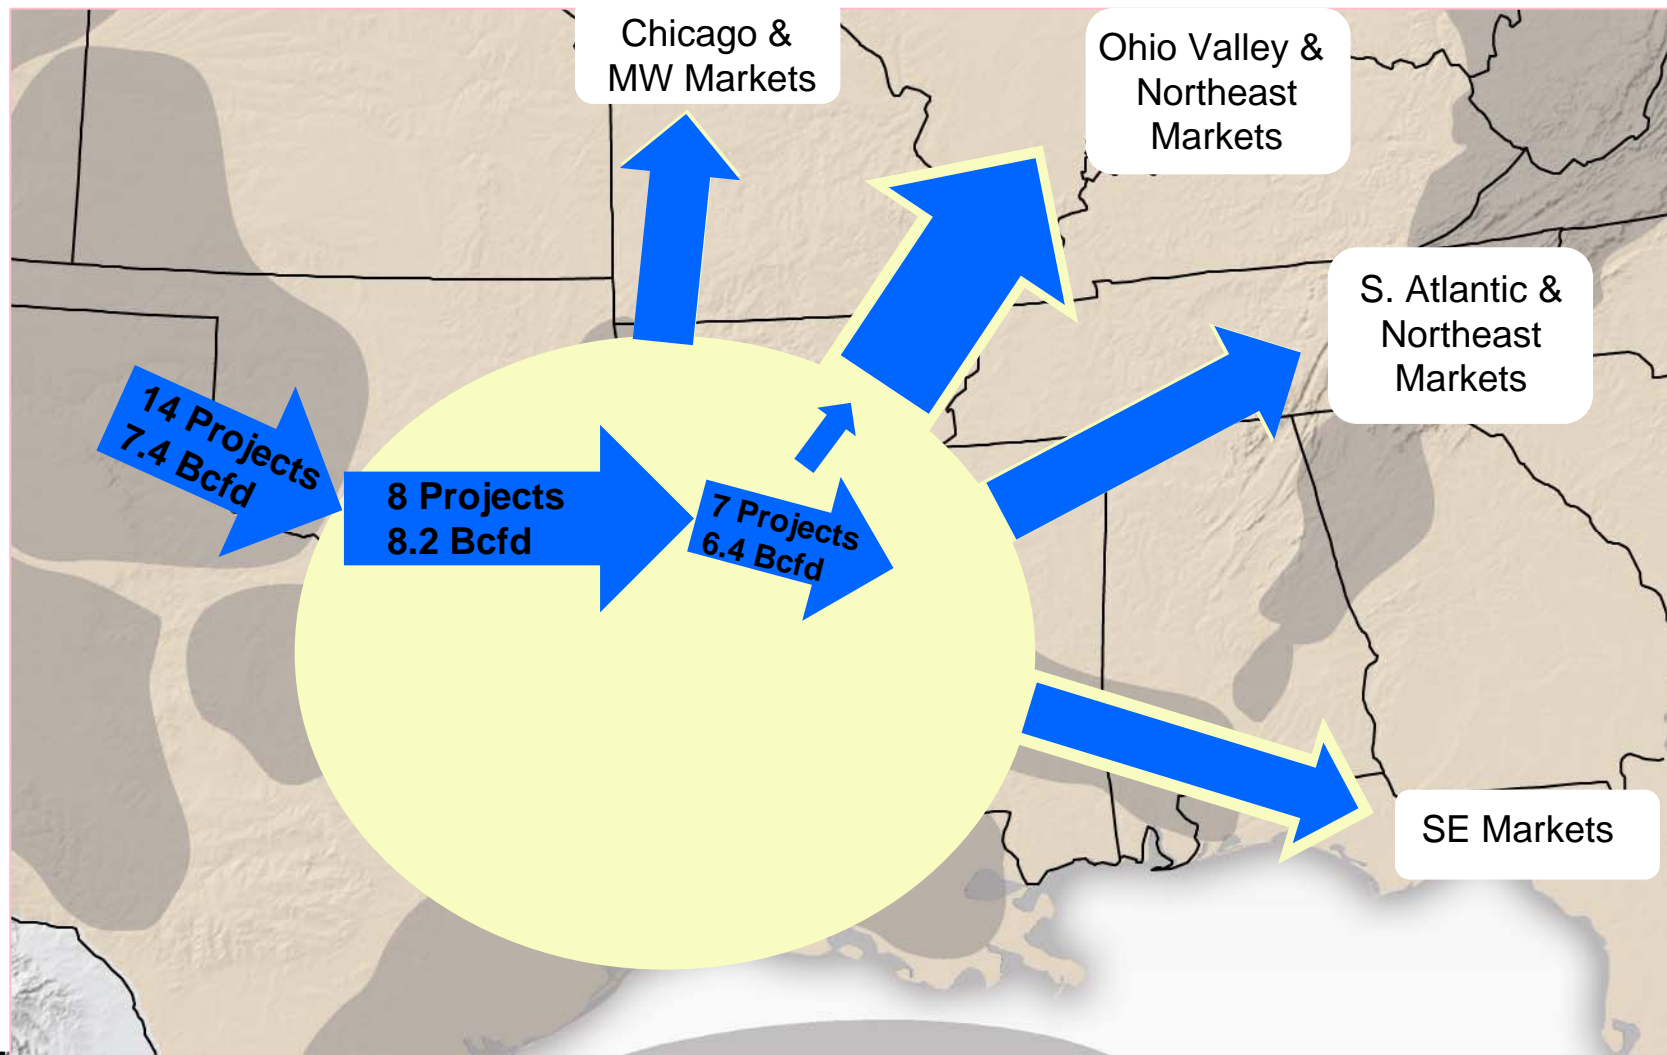 Chicago &
MW Markets
Ohio Valley &
Northeast
Markets
S. Atlantic &
Northeast
Markets
14 Projects
7.4 Bcfd
8 Projects
8.2 Bcfd
7 Projects
6.4 Bcfd
SE Markets